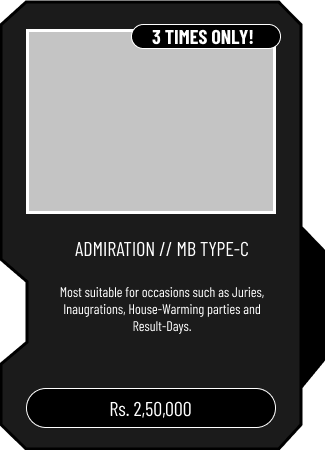 3 TIMES ONLY!
ADMIRATION // MB TYPE-C
Most suitable for occasions such as Juries,
Inaugrations, House-Warming parties and
Result-Days.
Rs. 2,50,000